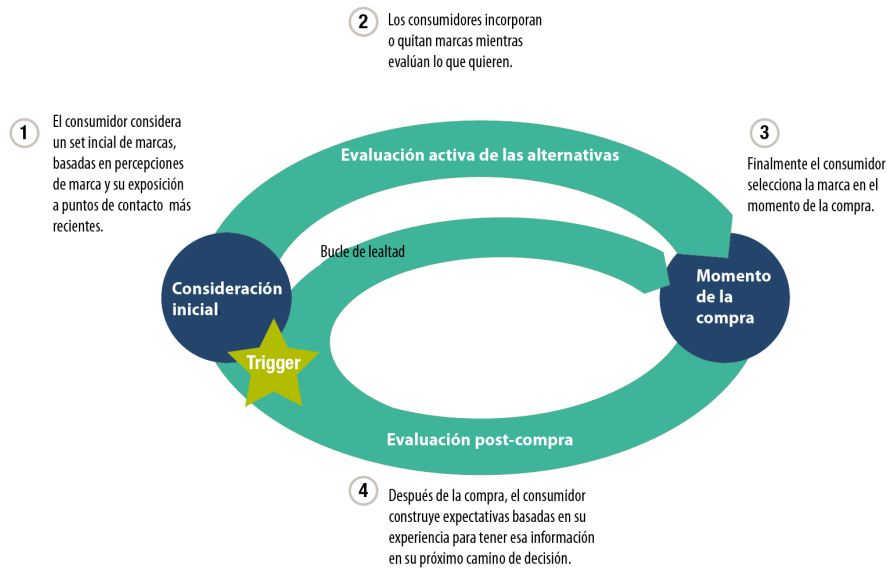 1
El consumidor considera
un set incial de marcas,
basadas en percepciones
de marca y su exposición
a puntos de contacto más
recientes.
2
Los consumidores incorporan
o quitan marcas mientras
evalúan lo que quieren.
3
Finalmente el consumidor
selecciona la marca en el
momento de la compra.
Evaluación activa de las alternativas
Bucle de lealtad
Consideración
inicial
Trigger
Momento
de la
compra
Evaluación post-compra
4
Después de la compra, el consumidor
construye expectativas basadas en su
experiencia para tener esa información
en su próximo camino de decisión.